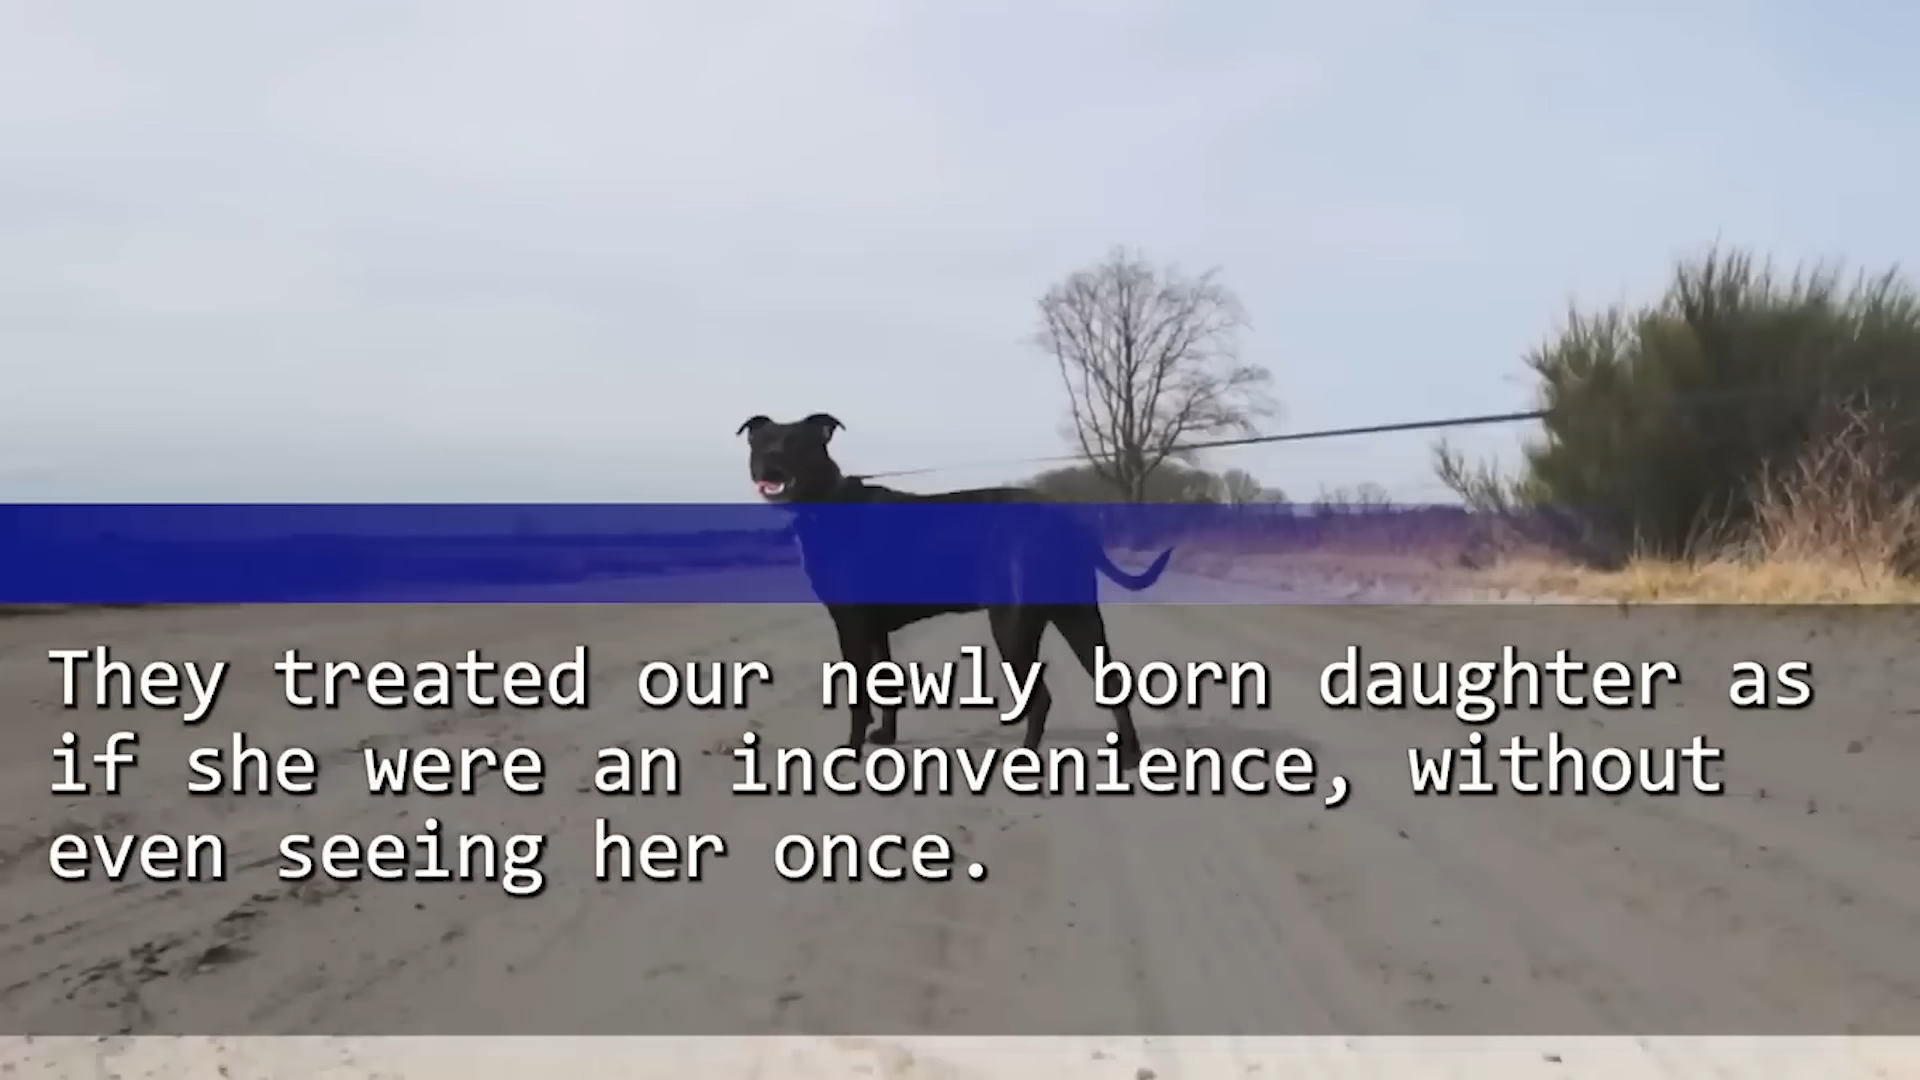 They treated our newly born daughter as
if she were an inconvenience, without
even seeing her once.